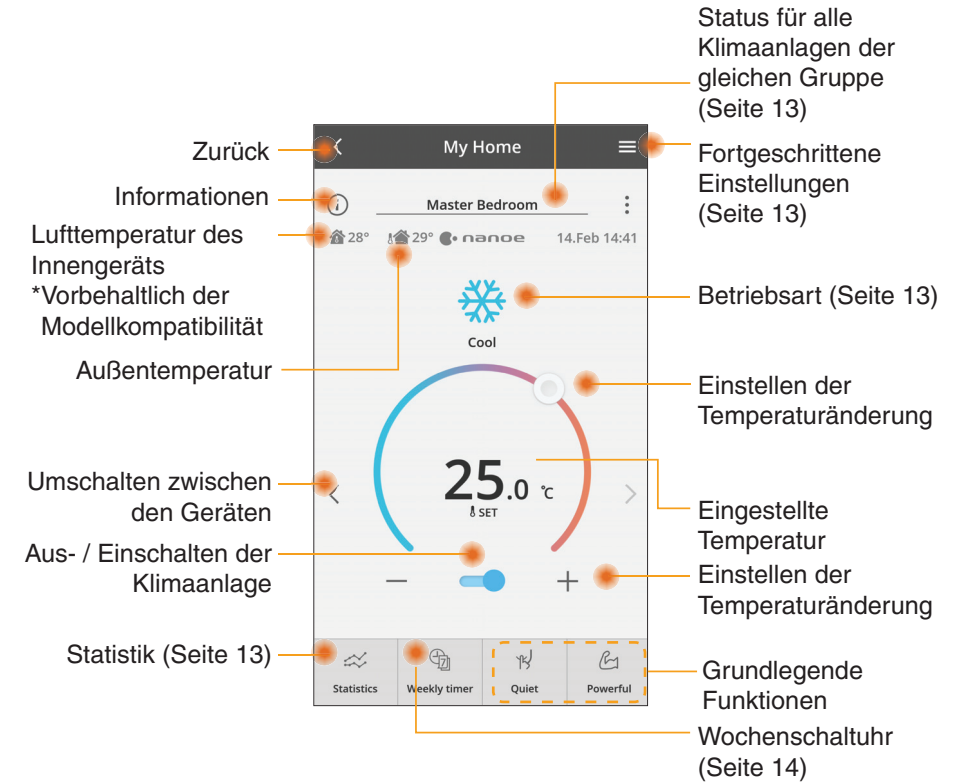 Status für alle
Klimaanlagen der
gleichen Gruppe
(Seite 13)
Zurück
My Home
Fortgeschrittene
Einstellungen
(Seite 13)
Informationen
Master Bedroom
Lufttemperatur des
Innengeräts
*Vorbehaltlich der
Modellkompatibilität
28°
29°
nanoe
14.Feb 14:41
Betriebsart (Seite 13)
Cool
Außentemperatur
Einstellen der
Temperaturänderung
Umschalten zwischen
den Geräten
25.0 °C
SET
Eingestellte
Temperatur
Aus- / Einschalten der
Klimaanlage
Einstellen der
Temperaturänderung
Statistik (Seite 13)
7
Statistics
Weekly timer
Quiet
Powerful
Grundlegende
Funktionen
Wochenschaltuhr
(Seite 14)